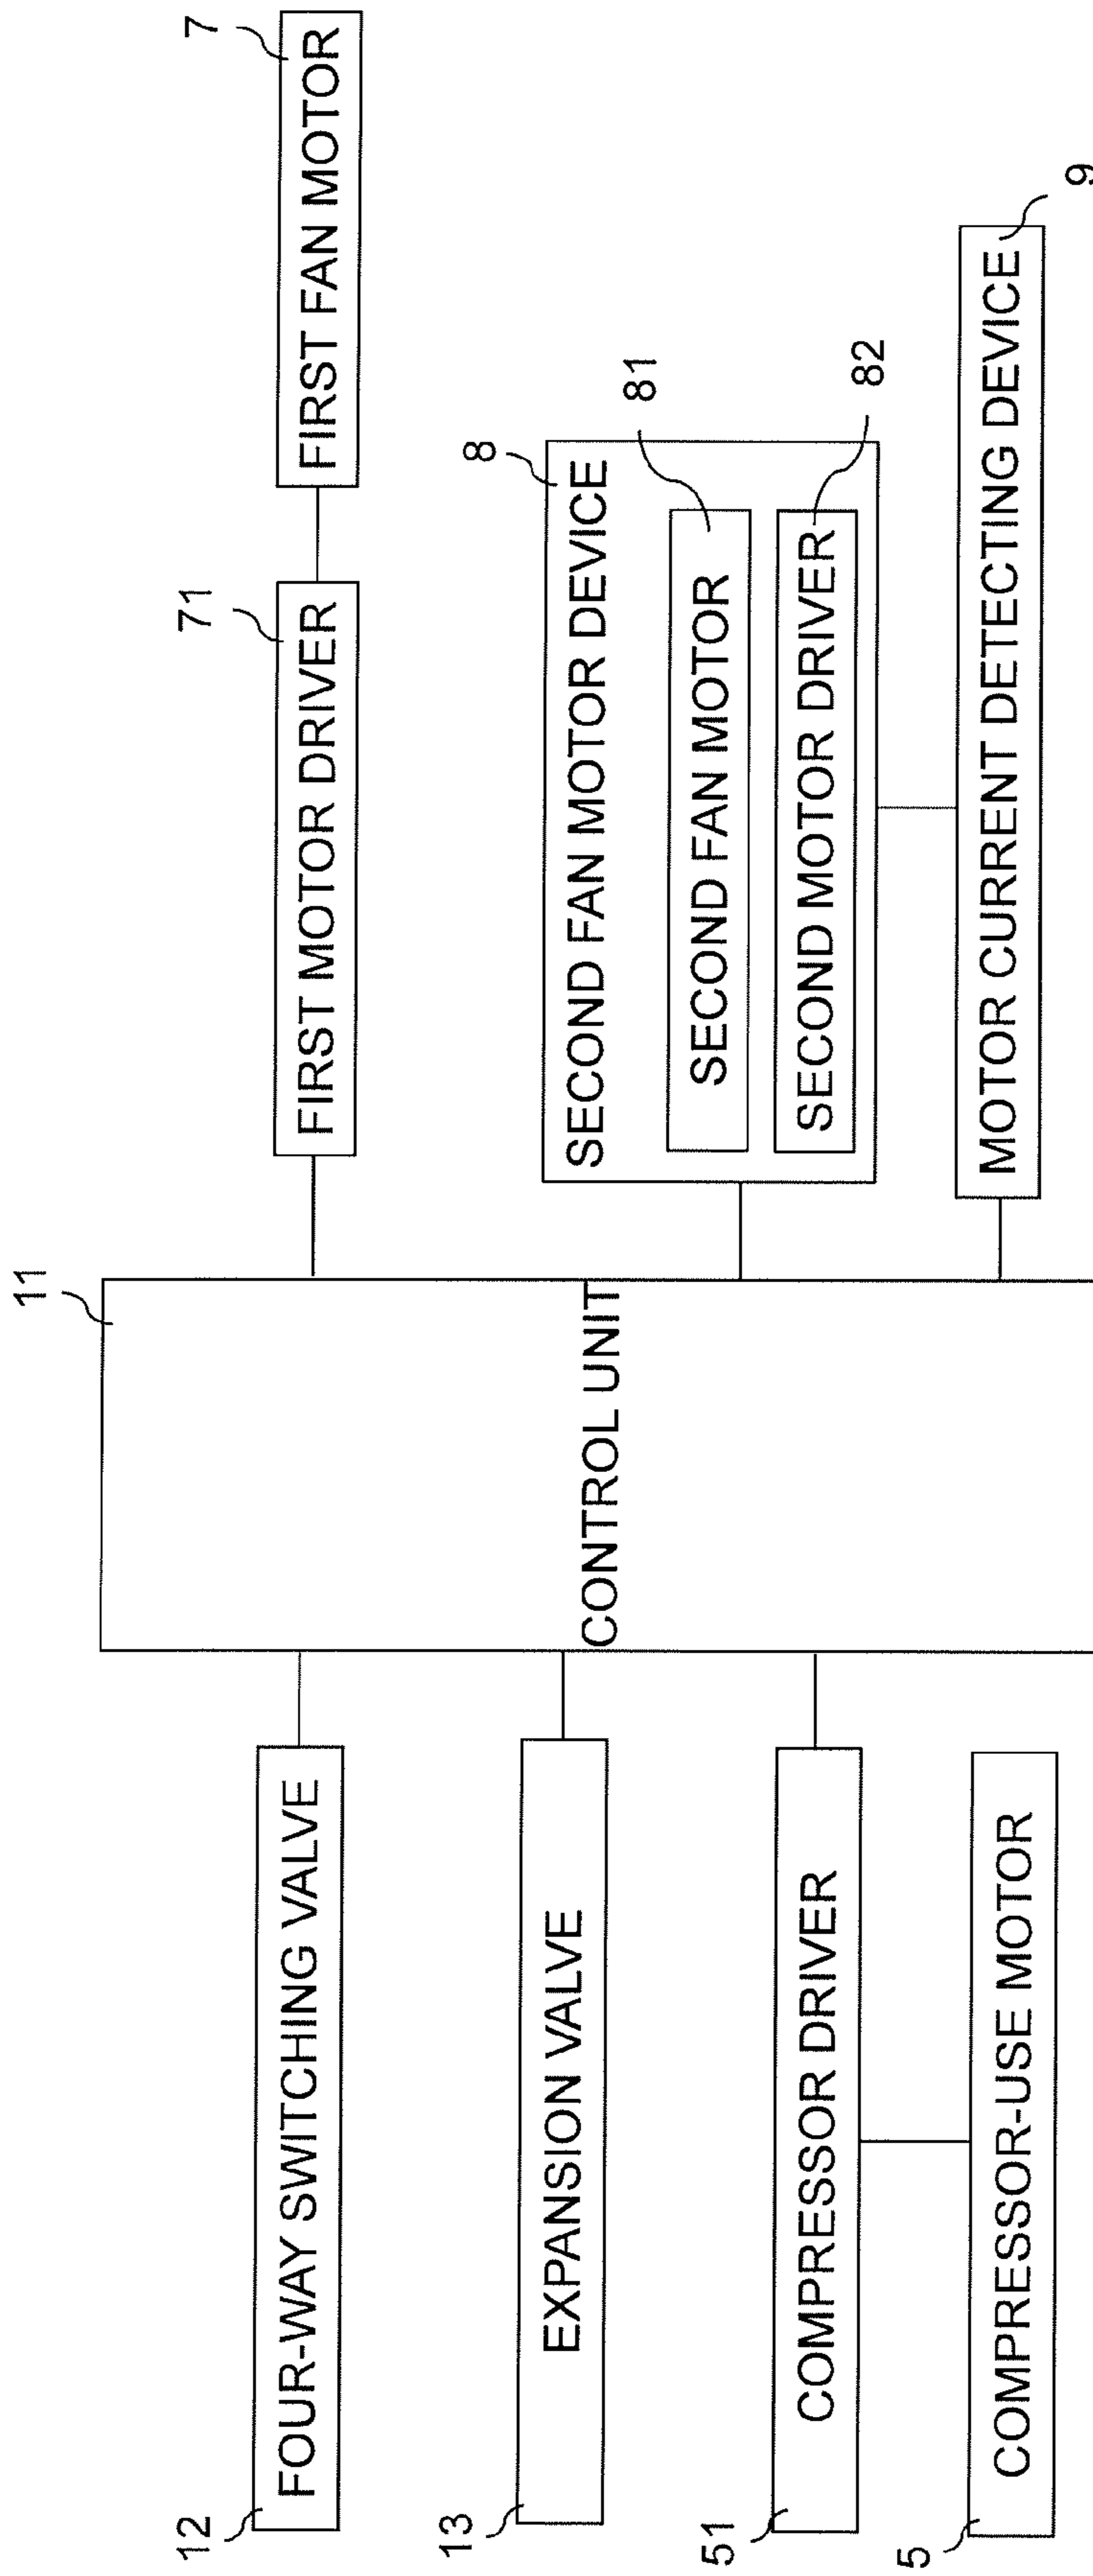 11
12
FOUR-WAY SWITCHING VALVE
13
EXPANSION VALVE
51
COMPRESSOR DRIVER
5
COMPRESSOR-USE MOTOR
CONTROL UNIT
71
FIRST MOTOR DRIVER
7
FIRST FAN MOTOR
8
SECOND FAN MOTOR DEVICE
81
SECOND FAN MOTOR
82
SECOND MOTOR DRIVER
9
MOTOR CURRENT DETECTING DEVICE